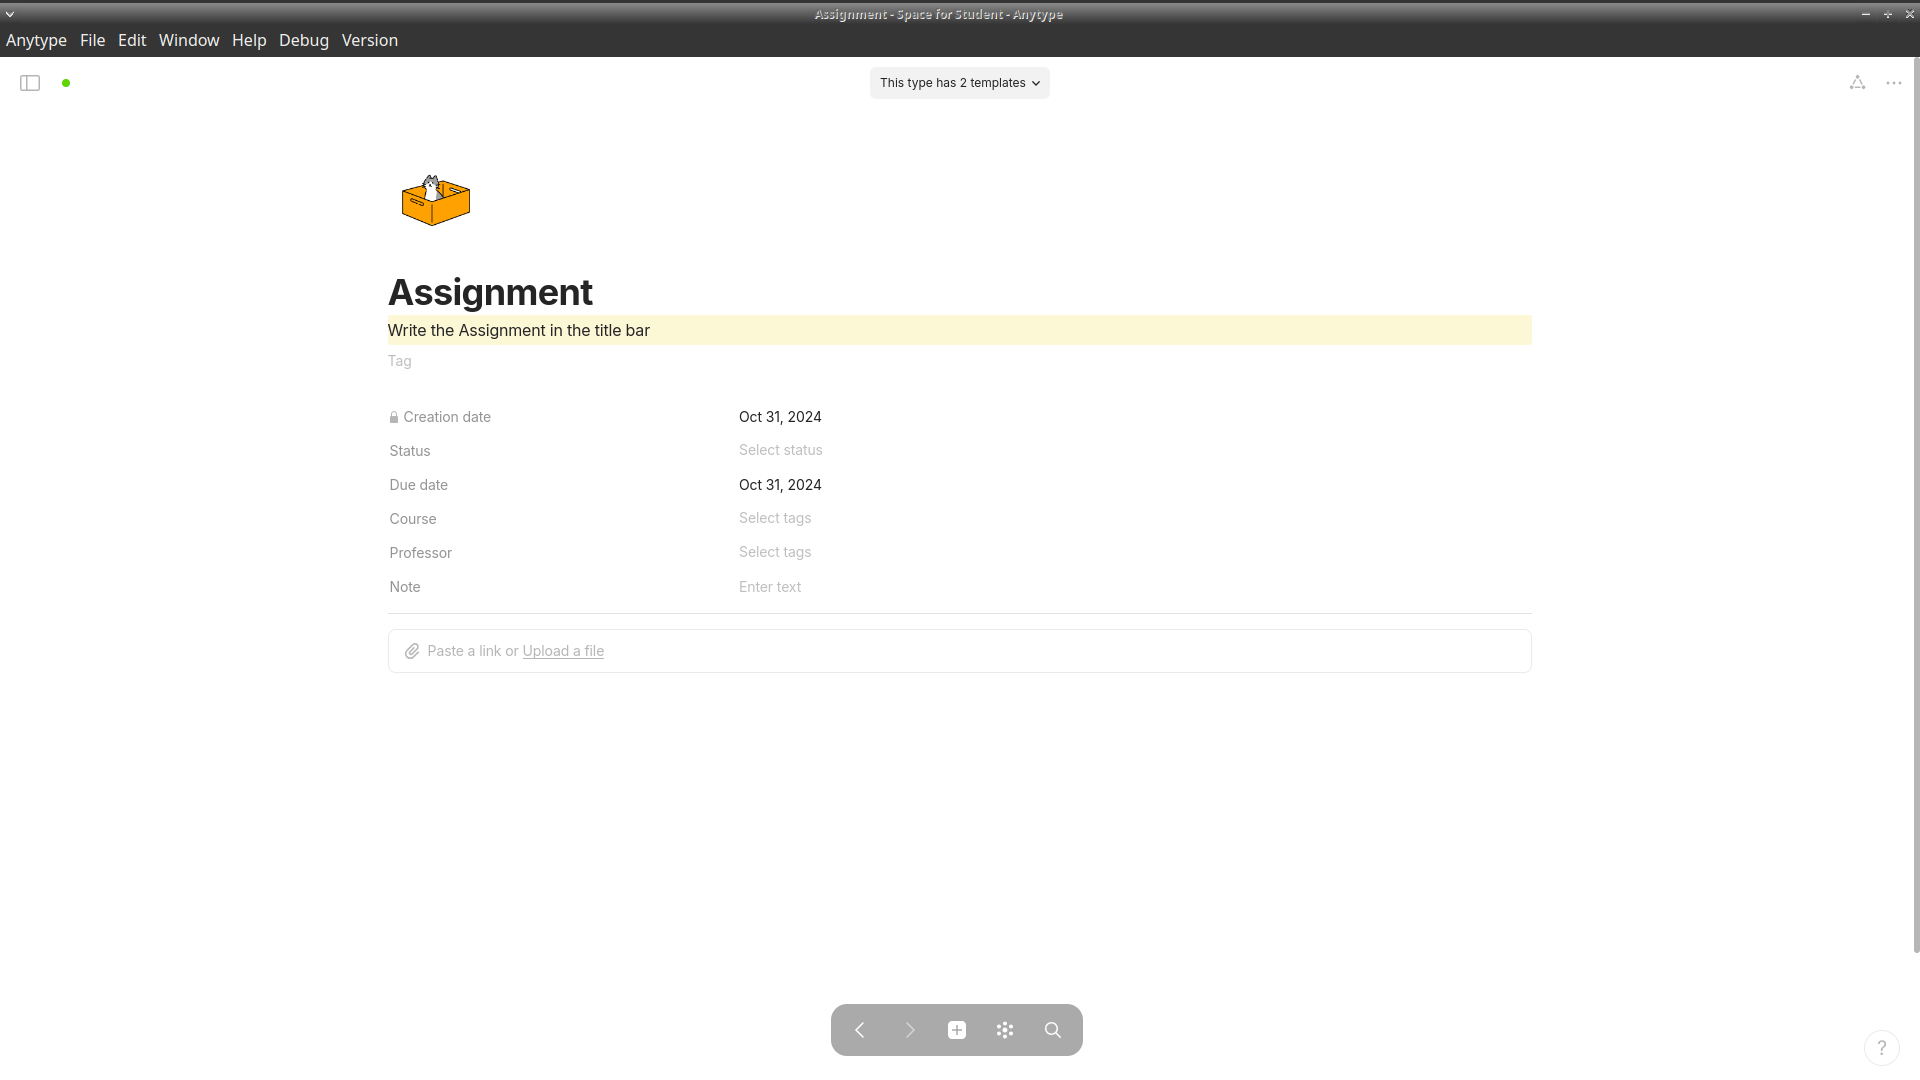 Assignment - Space for Student - Anytype
Anytype File Edit Window Help Debug Version
This type has 2 templates
Assignment
Write the Assignment in the title bar
Tag
Creation date Oct 31, 2024
Status Select status
Due date Oct 31, 2024
Course Select tags
Professor Select tags
Note Enter text
Paste a link or Upload a file
?